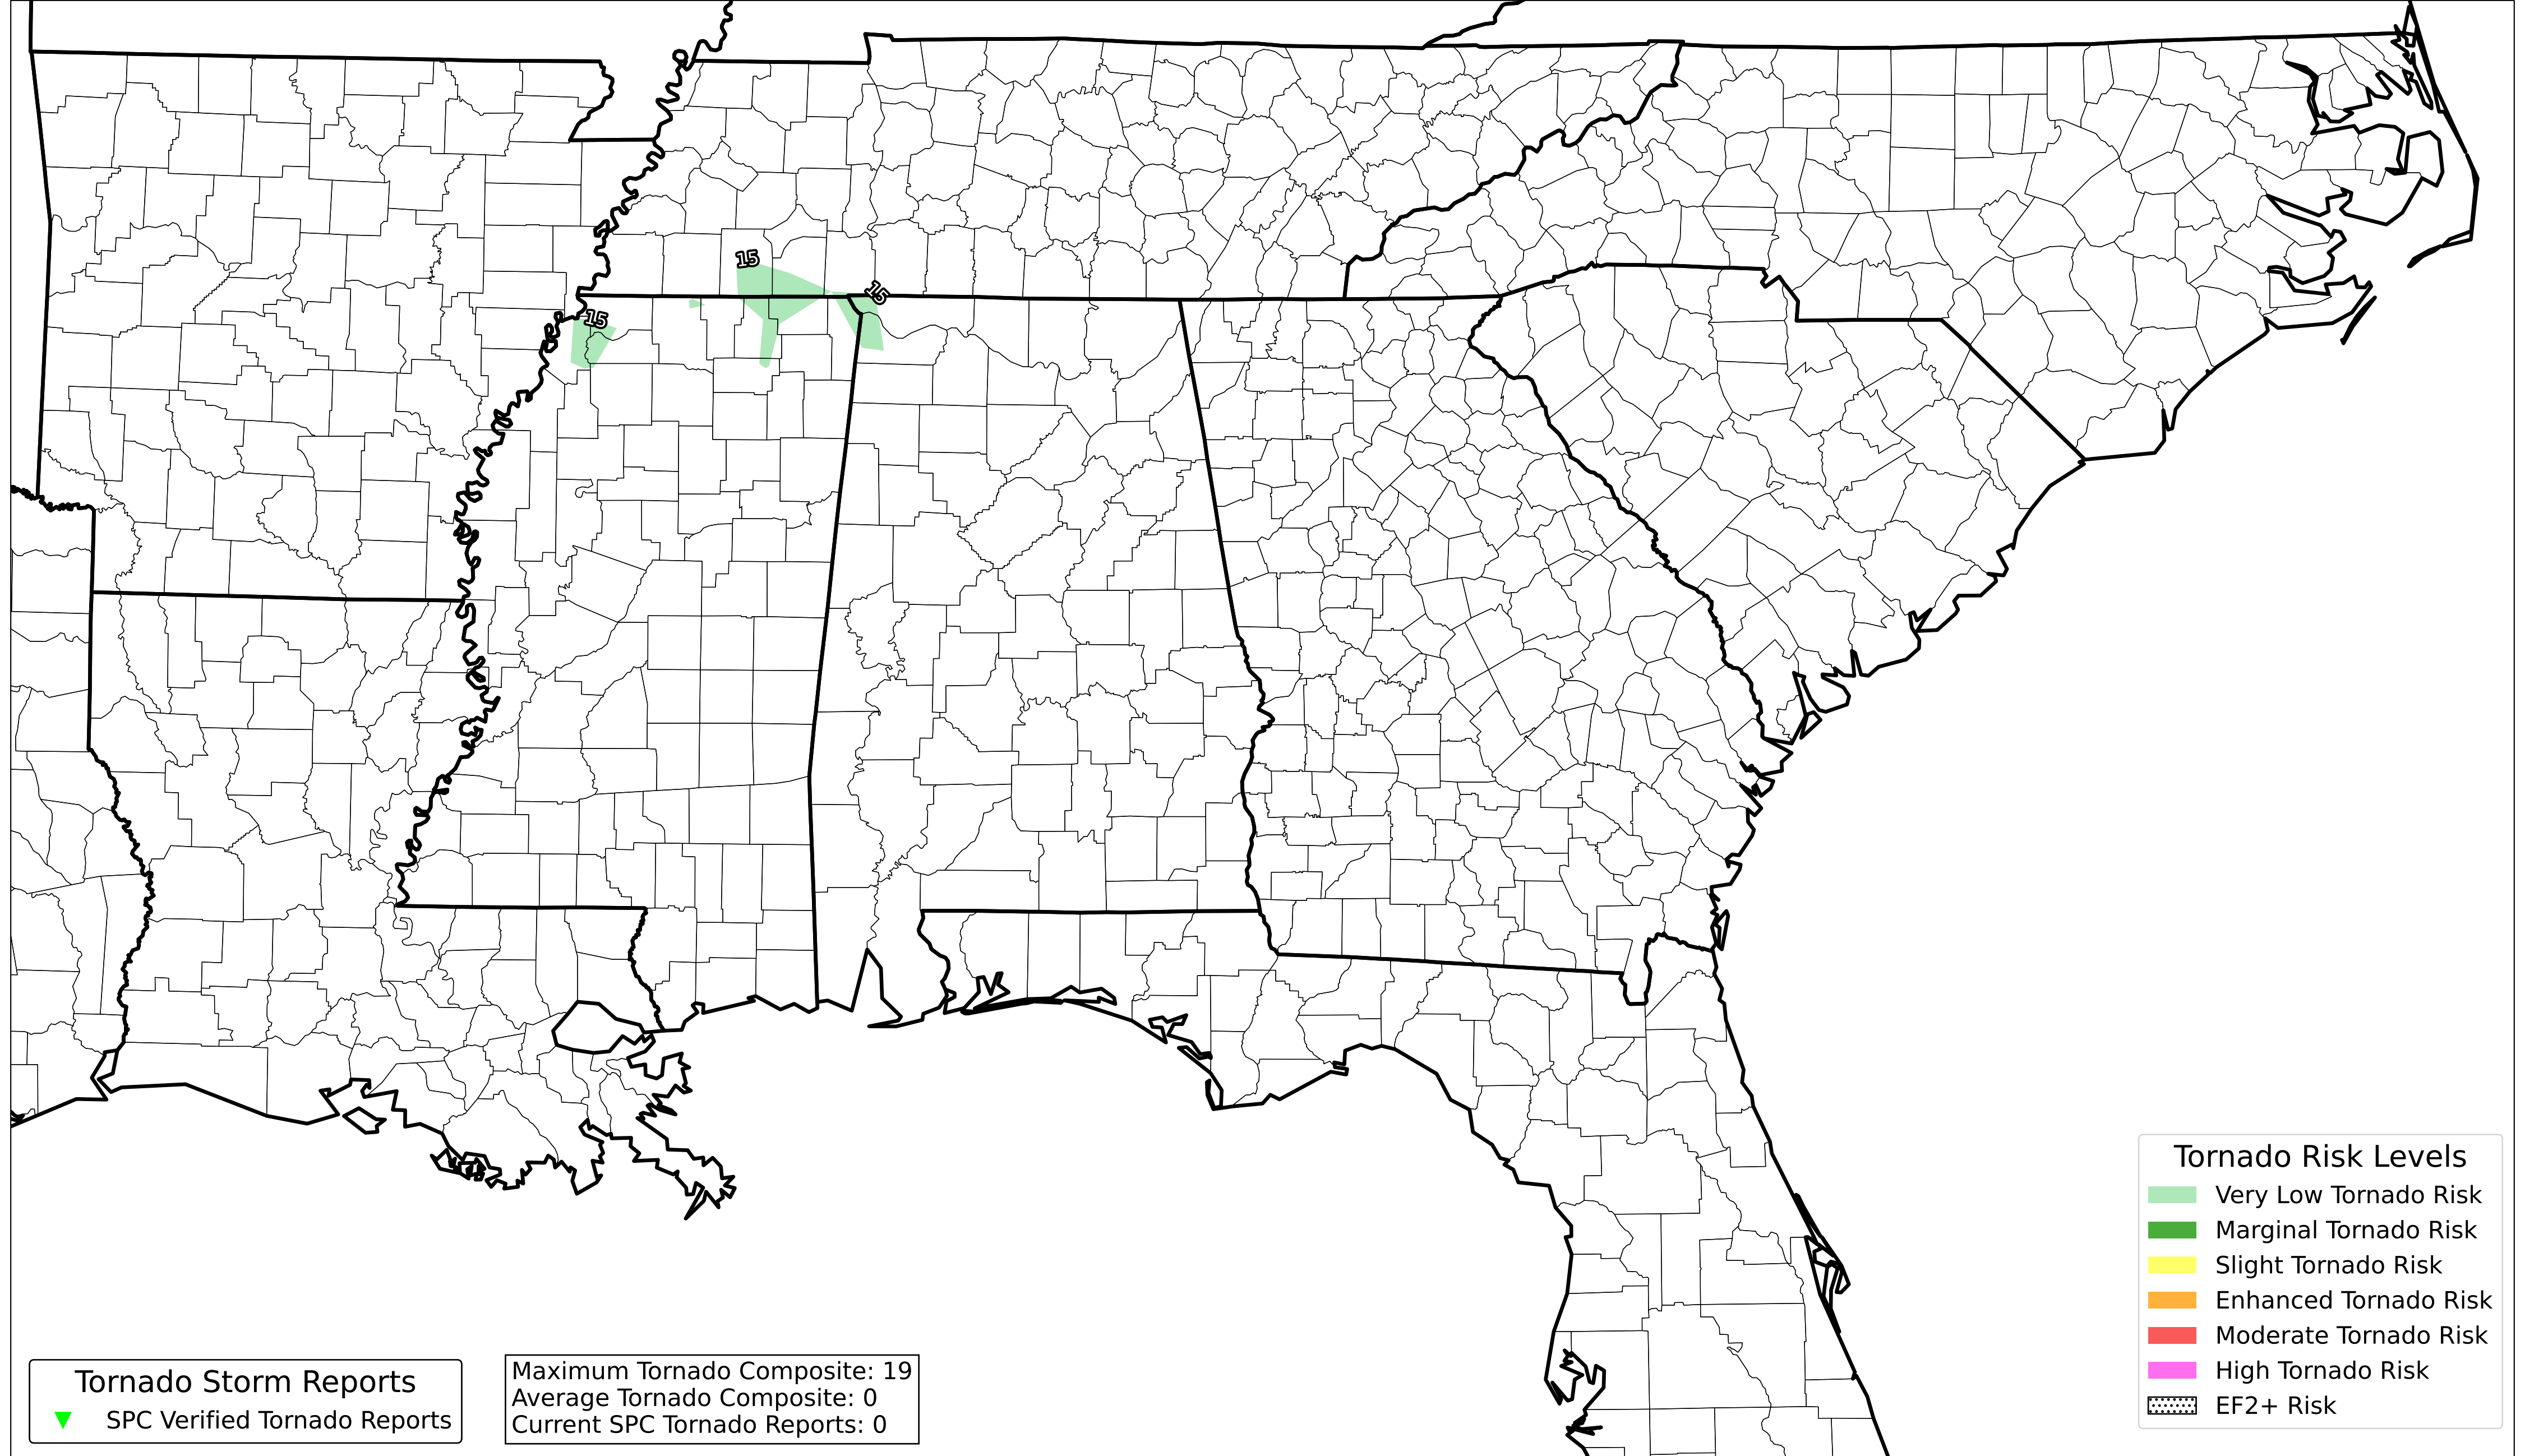 15
15
15
Tornado Risk Levels
Very Low Tornado Risk
Marginal Tornado Risk
Slight Tornado Risk
Enhanced Tornado Risk
Moderate Tornado Risk
High Tornado Risk
EF2+ Risk
Tornado Storm Reports
SPC Verified Tornado Reports
Maximum Tornado Composite: 19
Average Tornado Composite: 0
Current SPC Tornado Reports: 0